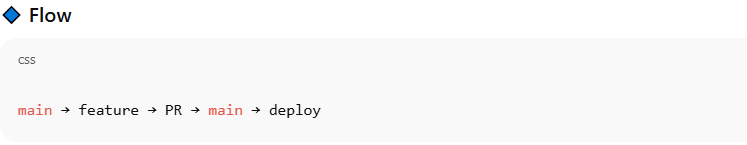 Flow
css
main → feature → PR → main → deploy